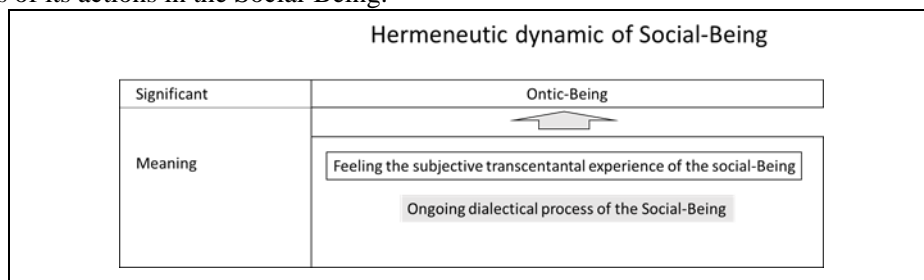 s of its actions in the Social-Being.
Hermeneutic dynamic of Social-Being
Significant
Ontic-Being
Meaning
Feeling the subjective transcentantal experience of the social-Being
Ongoing dialectical process of the Social-Being